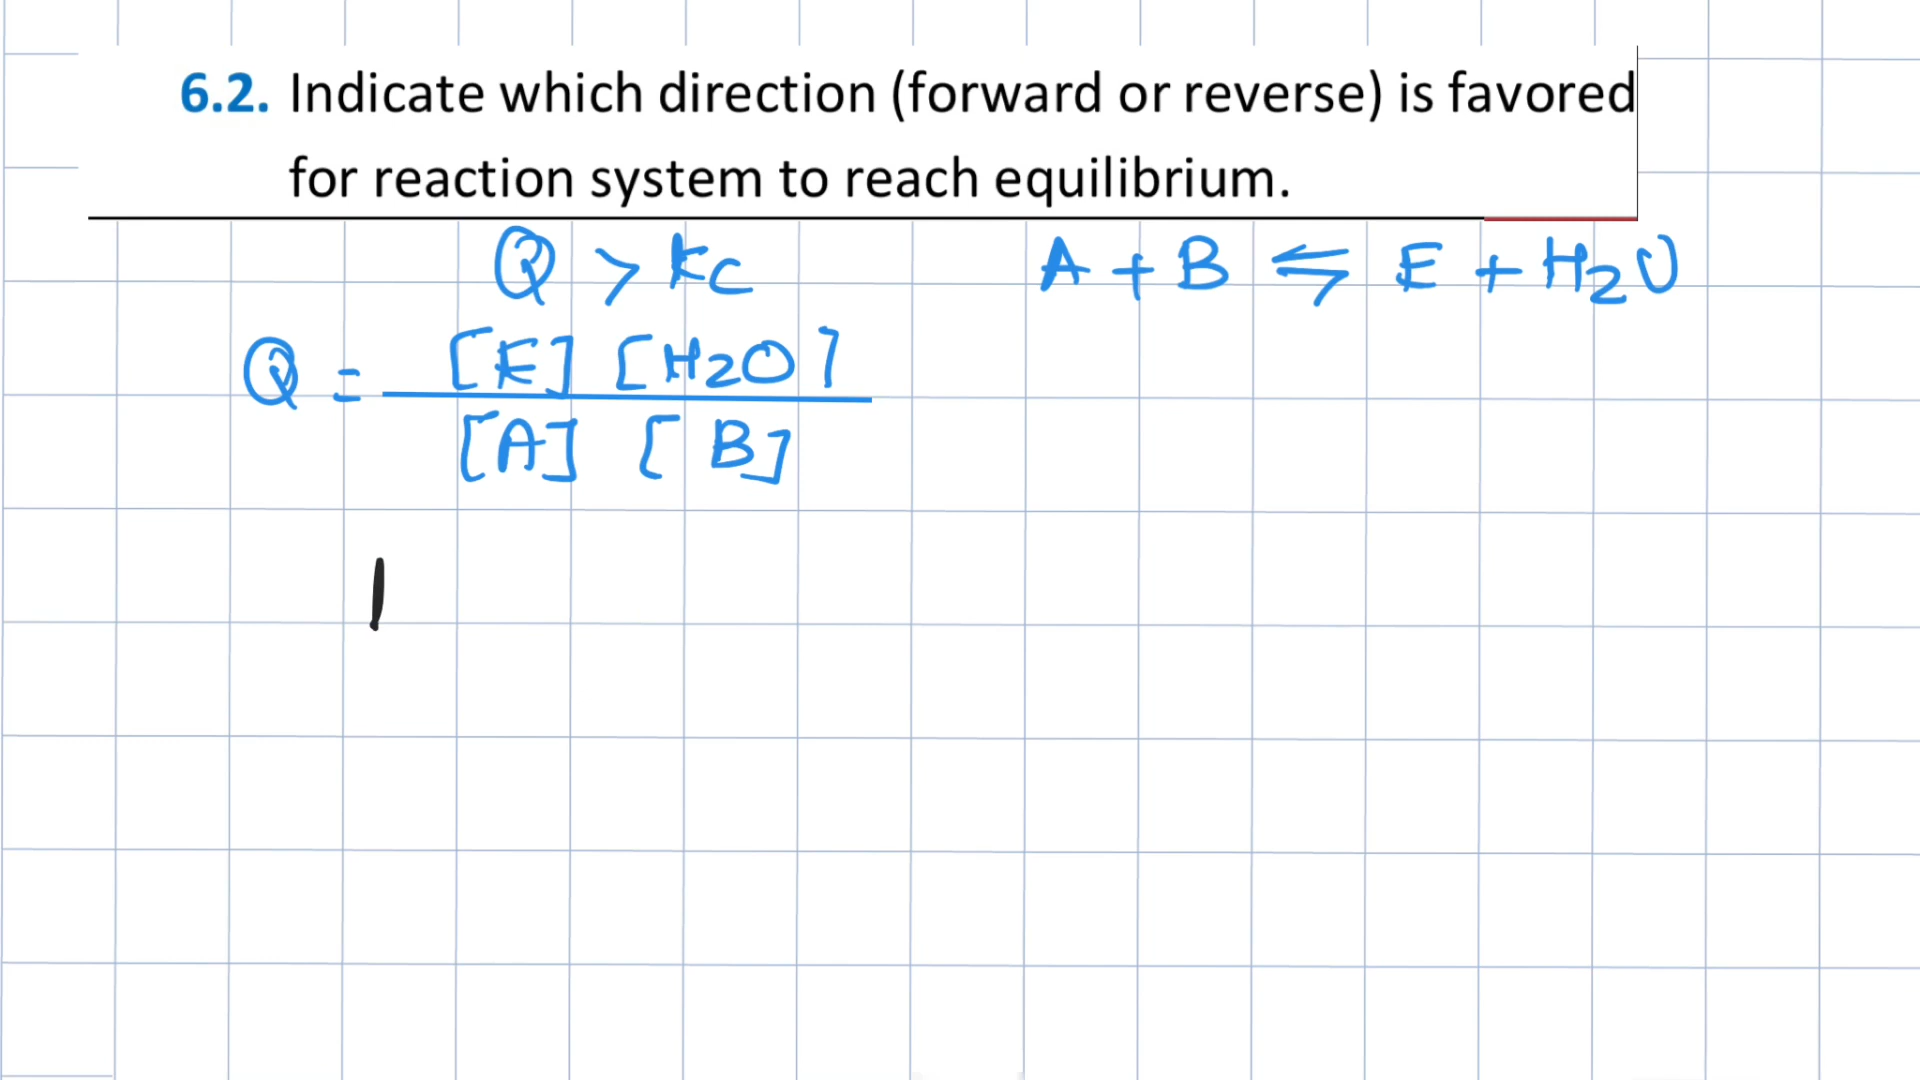 6.2. Indicate which direction (forward or reverse) is favored
for reaction system to reach equilibrium.
Q > Kc
A + B ⇌ E + H2O
Q = [E] [H2O]
[A] [B]